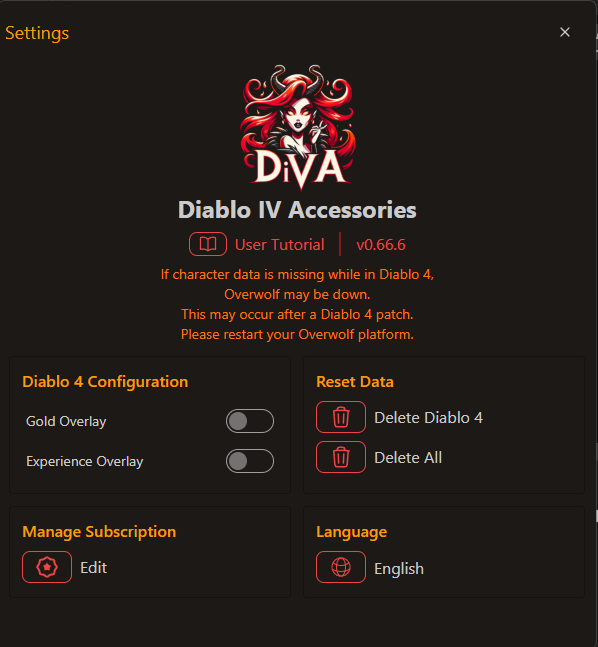 Settings
DiVA
Diablo IV Accessories
User Tutorial | v0.66.6
If character data is missing while in Diablo 4,
Overwolf may be down.
This may occur after a Diablo 4 patch.
Please restart your Overwolf platform.
Diablo 4 Configuration
Gold Overlay
Experience Overlay
Reset Data
Delete Diablo 4
Delete All
Manage Subscription
Edit
Language
English